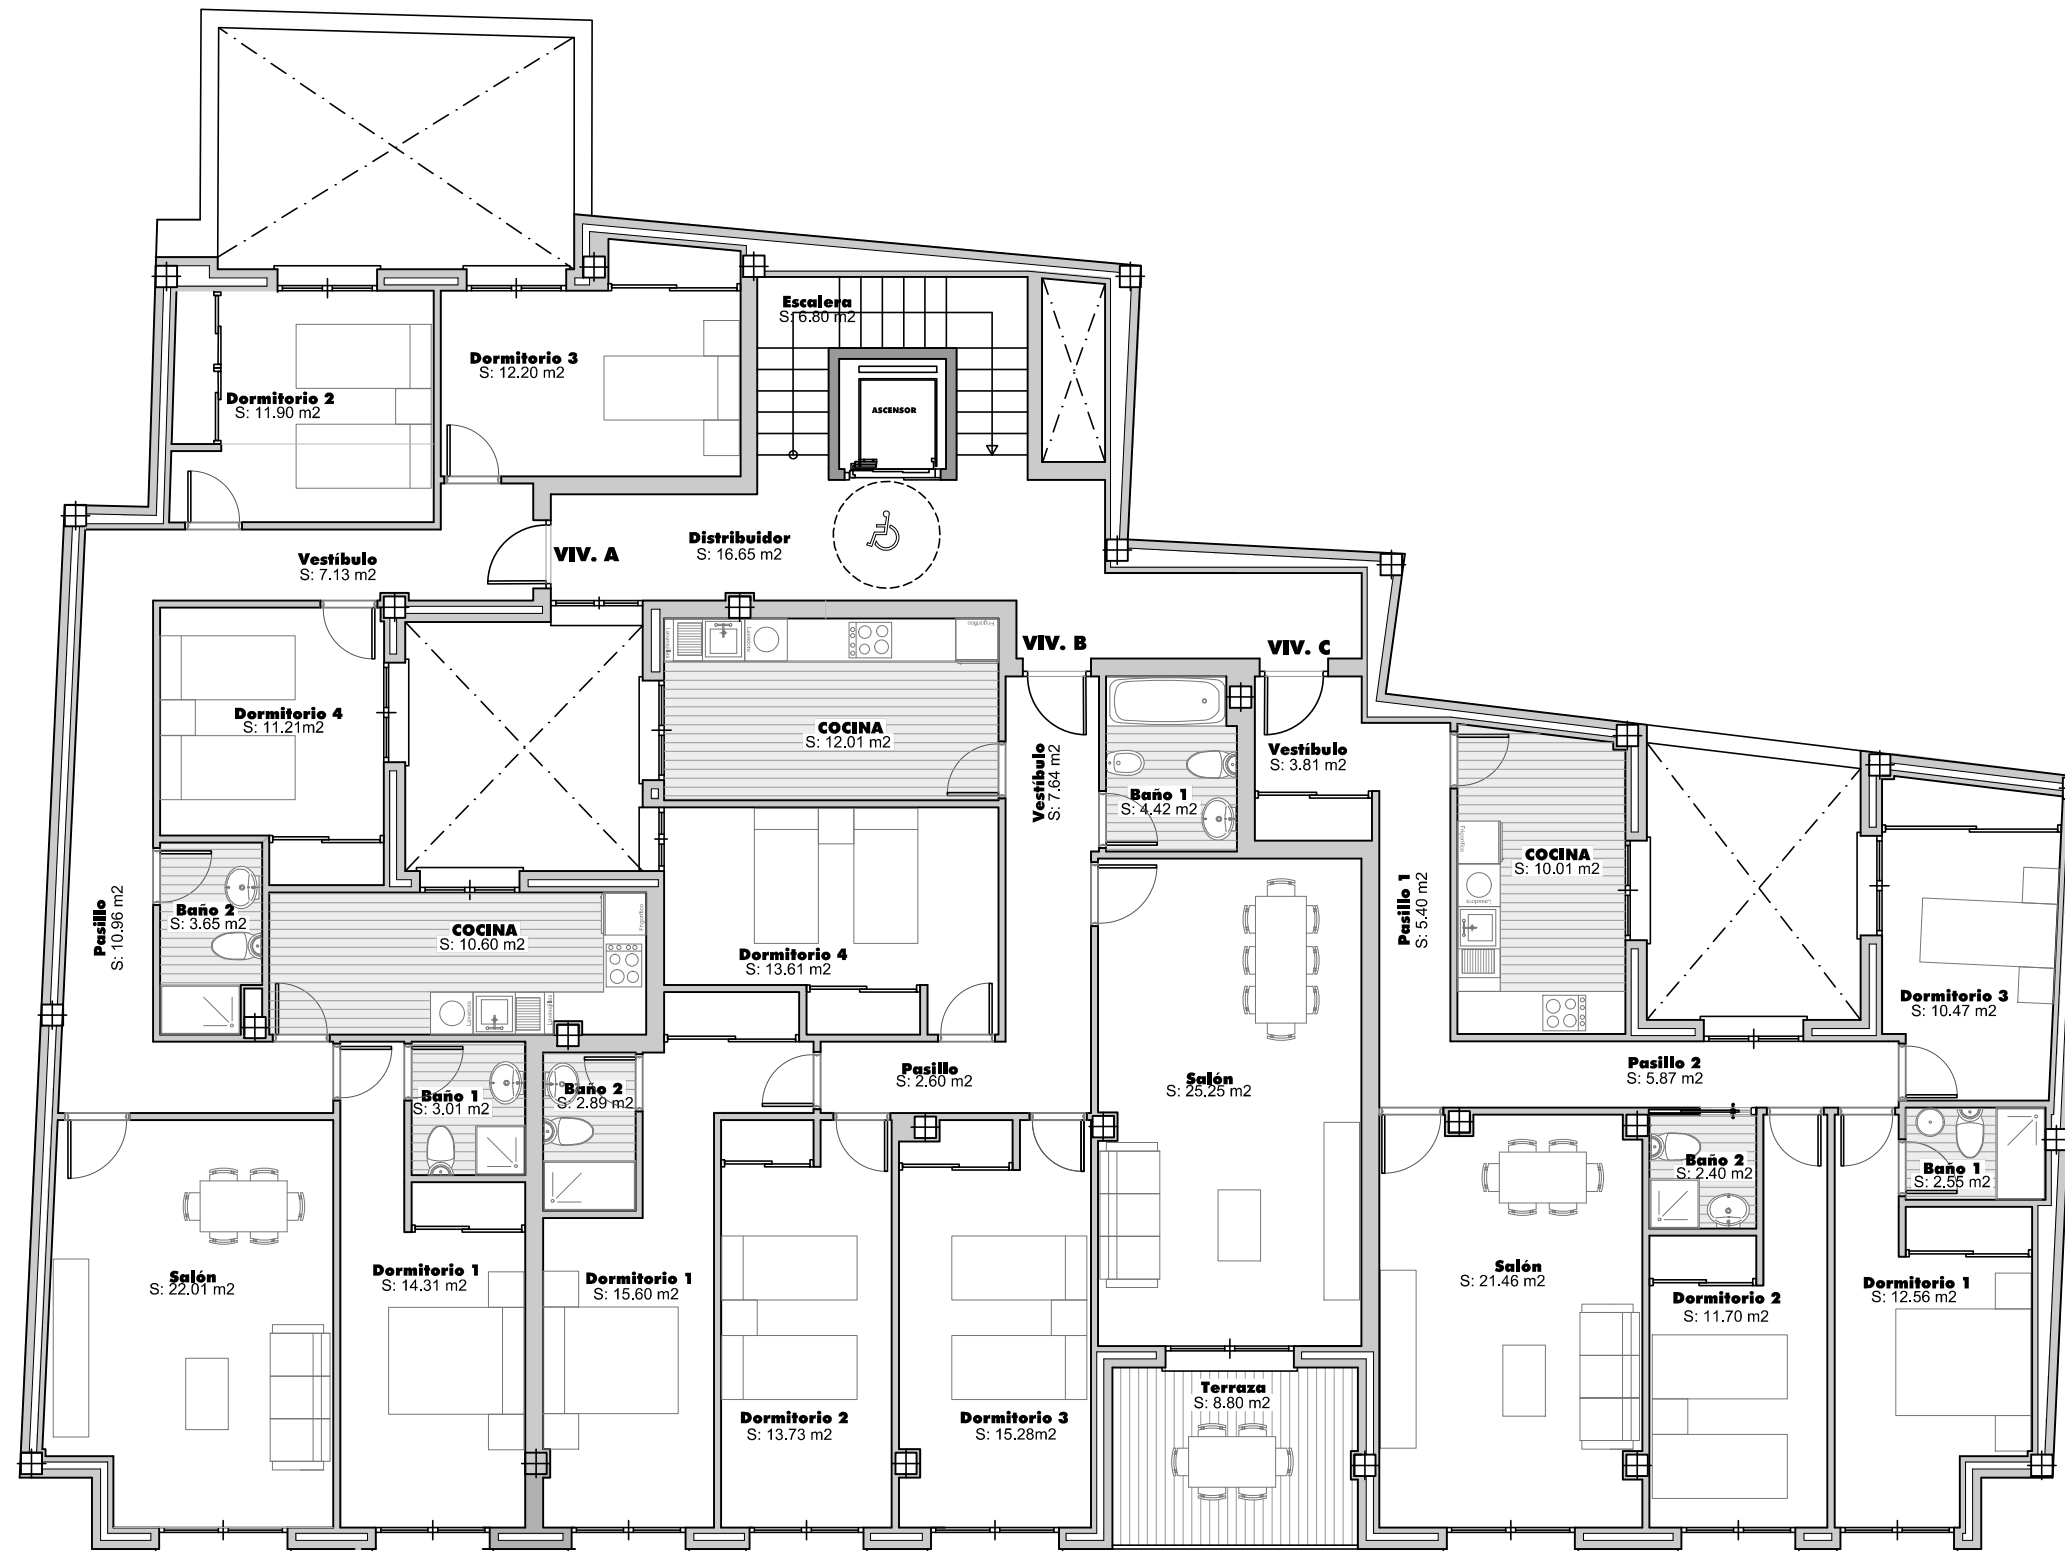 Escalera
S: 6.80 m2
Dormitorio 3
S: 12.20 m2
Dormitorio 2
S: 11.90 m2
ASCENSOR
Distribuidor
S: 16.65 m2
VIV. A
Vestíbulo
S: 7.13 m2
Lavavajillas
Lavadora
Frigorífico
VIV. B
VIV. C
Dormitorio 4
S: 11.21m2
COCINA
S: 12.01 m2
Vestíbulo
S: 7.64 m2
Vestíbulo
S: 3.81 m2
Baño 1
S: 4.42 m2
Frigorífico
Lavadora
COCINA
S: 10.01 m2
Pasillo
S: 10.96 m2
Baño 2
S: 3.65 m2
COCINA
S: 10.60 m2
Frigorífico
Lavadora
Lavavajillas
Dormitorio 4
S: 13.61 m2
Pasillo 1
S: 5.40 m2
Dormitorio 3
S: 10.47 m2
Pasillo
S: 2.60 m2
Salón
S: 25.25 m2
Pasillo 2
S: 5.87 m2
Baño 1
S: 3.01 m2
Baño 2
S: 2.89 m2
Baño 2
S: 2.40 m2
Baño 1
S: 2.55 m2
Salón
S: 22.01 m2
Dormitorio 1
S: 14.31 m2
Dormitorio 1
S: 15.60 m2
Salón
S: 21.46 m2
Dormitorio 2
S: 11.70 m2
Dormitorio 1
S: 12.56 m2
Terraza
S: 8.80 m2
Dormitorio 2
S: 13.73 m2
Dormitorio 3
S: 15.28m2